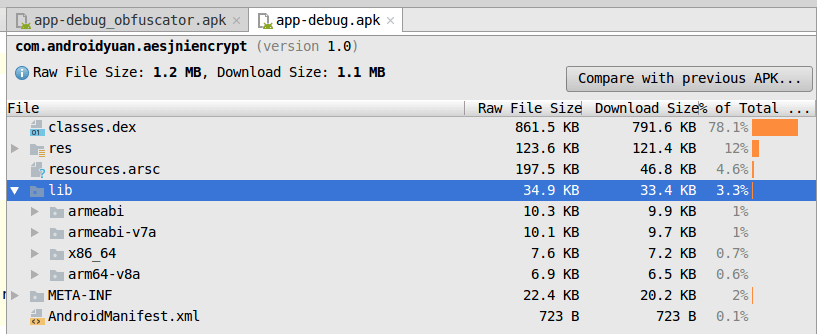 app-debug_obfuscator.apk × app-debug.apk ×
com.androidyuan.aesjniencrypt (version 1.0)
Raw File Size: 1.2 MB, Download Size: 1.1 MB Compare with previous APK...
File Raw File Size Download Size % of Total ...
classes.dex 861.5 KB 791.6 KB 78.1%
res 123.6 KB 121.4 KB 12%
resources.arsc 197.5 KB 46.8 KB 4.6%
lib 34.9 KB 33.4 KB 3.3%
armeabi 10.3 KB 9.9 KB 1%
armeabi-v7a 10.1 KB 9.7 KB 1%
x86_64 7.6 KB 7.2 KB 0.7%
arm64-v8a 6.9 KB 6.5 KB 0.6%
META-INF 22.4 KB 20.2 KB 2%
AndroidManifest.xml 723 B 723 B 0.1%